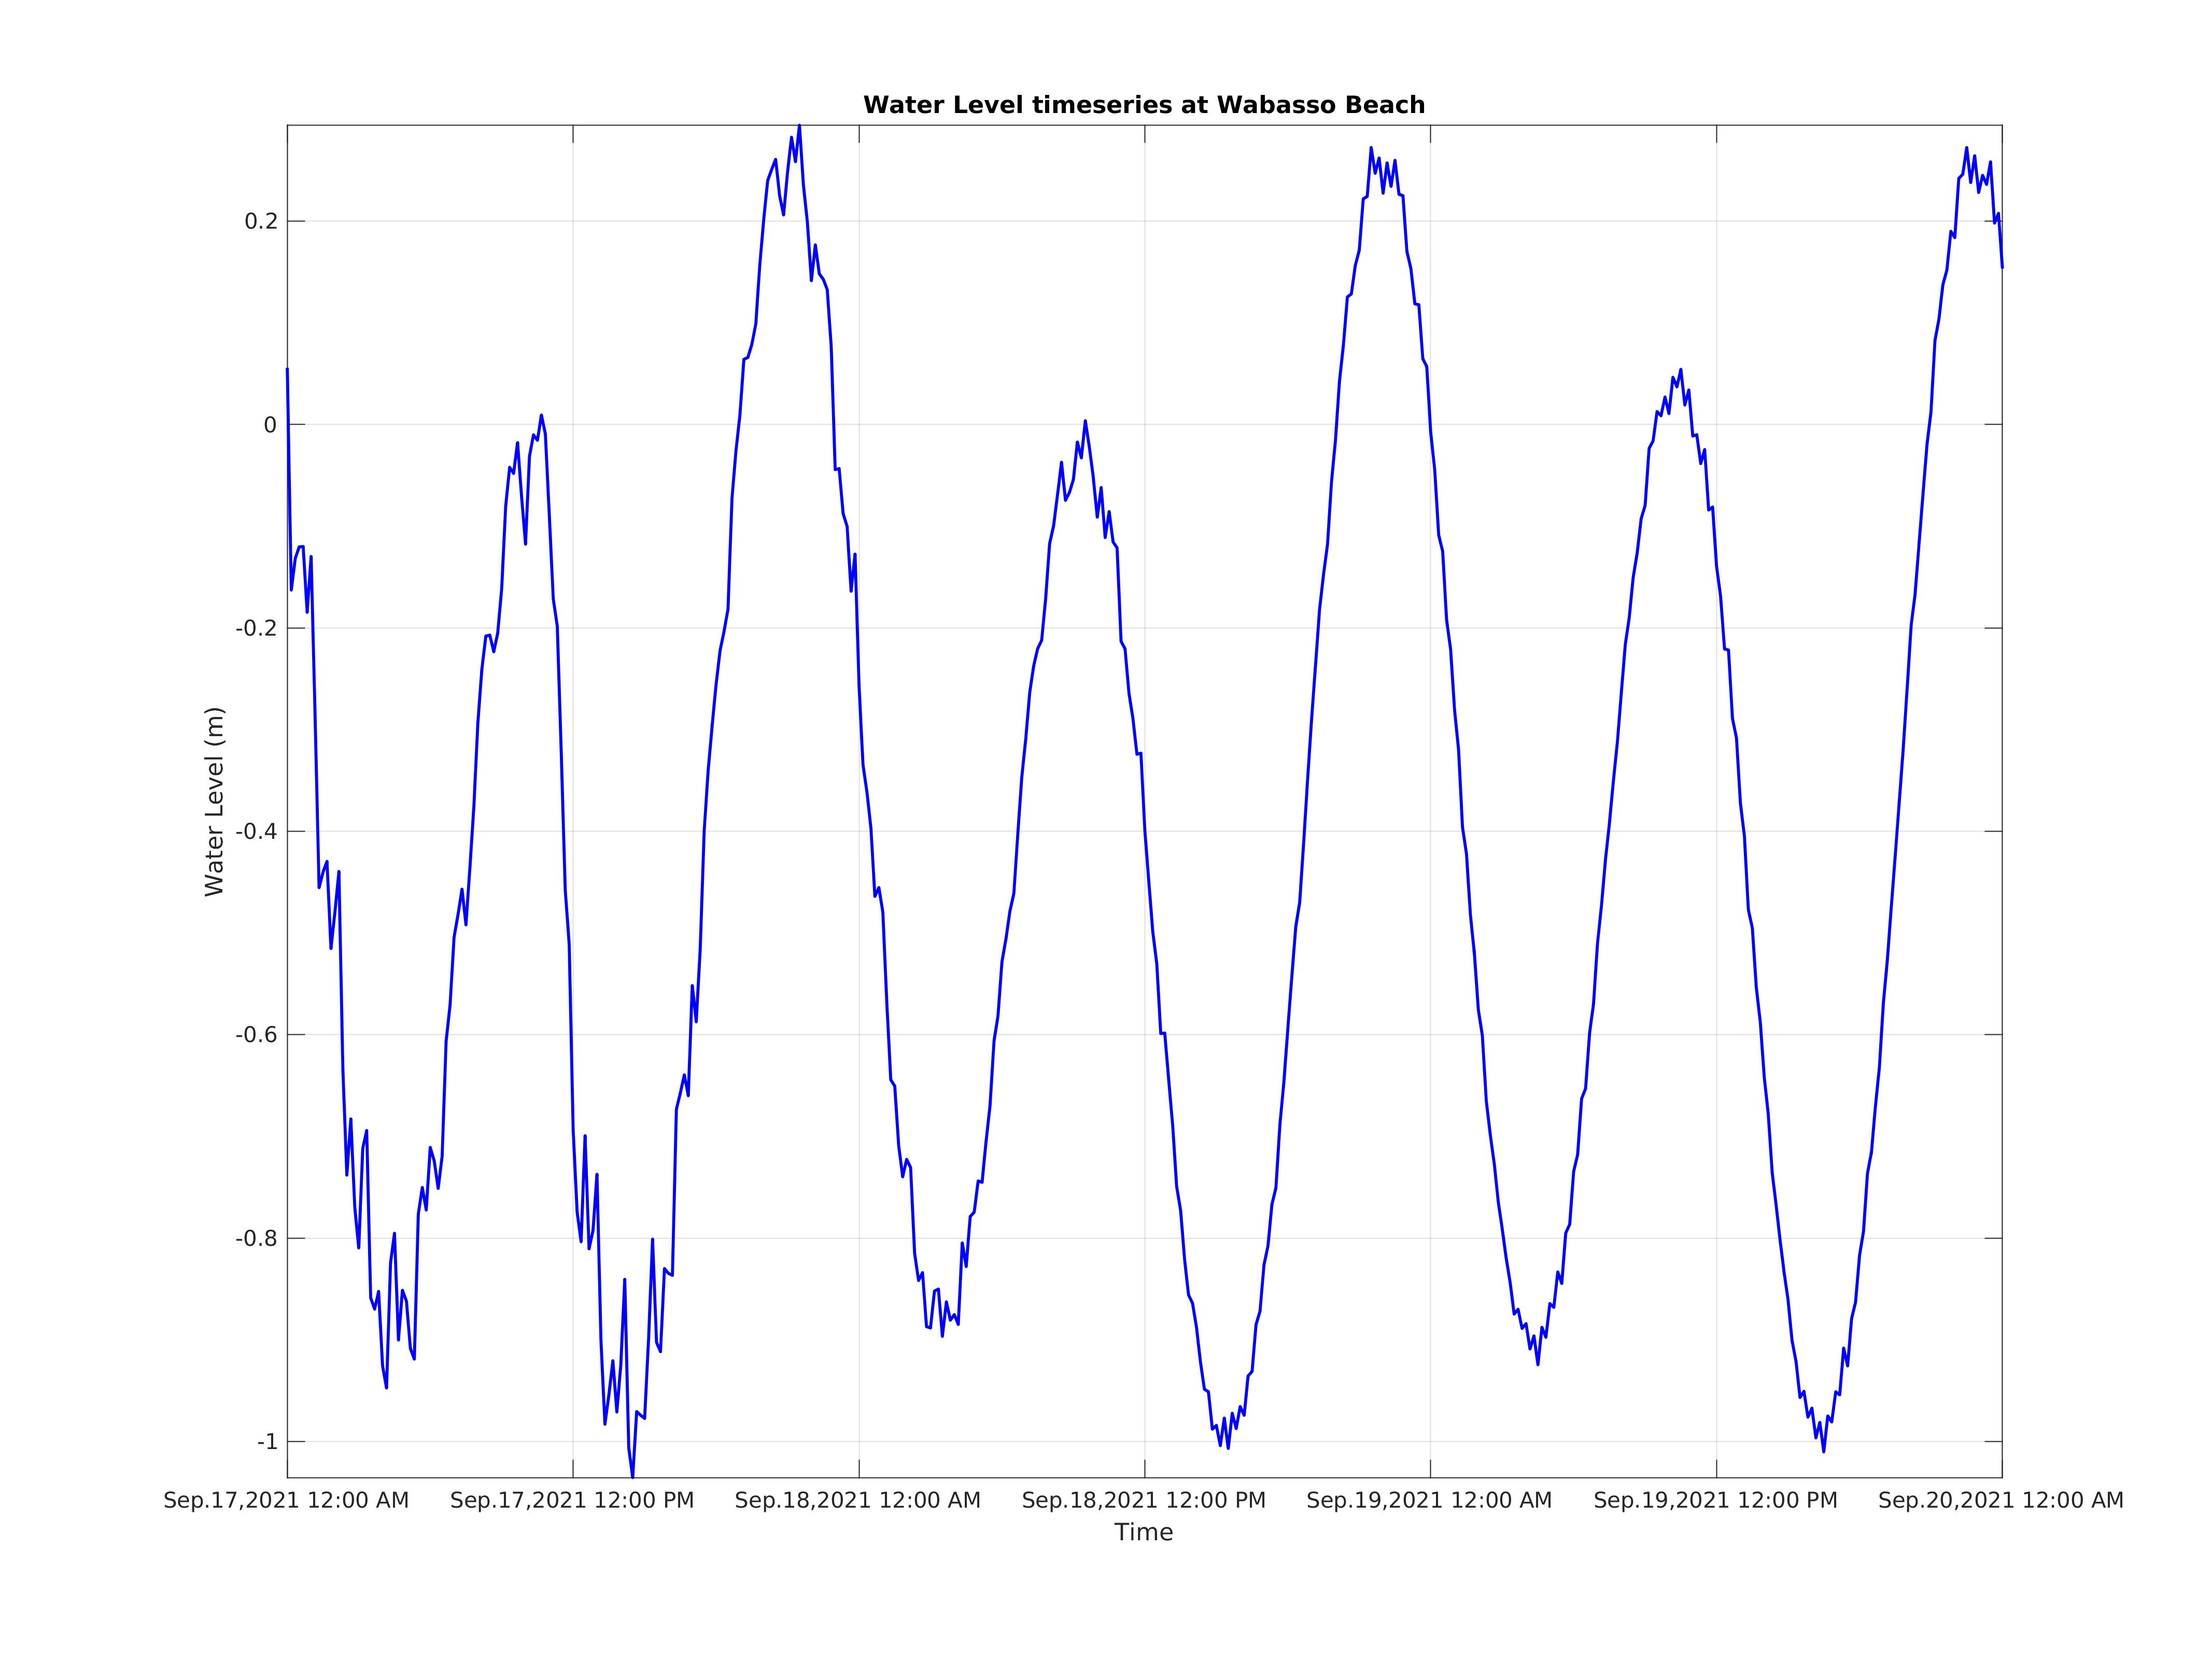 Water Level timeseries at Wabasso Beach
0.2
0
-0.2
-0.4
-0.6
-0.8
-1
Water Level (m)
Sep.17,2021 12:00 AM Sep.17,2021 12:00 PM Sep.18,2021 12:00 AM Sep.18,2021 12:00 PM Sep.19,2021 12:00 AM Sep.19,2021 12:00 PM Sep.20,2021 12:00 AM
Time